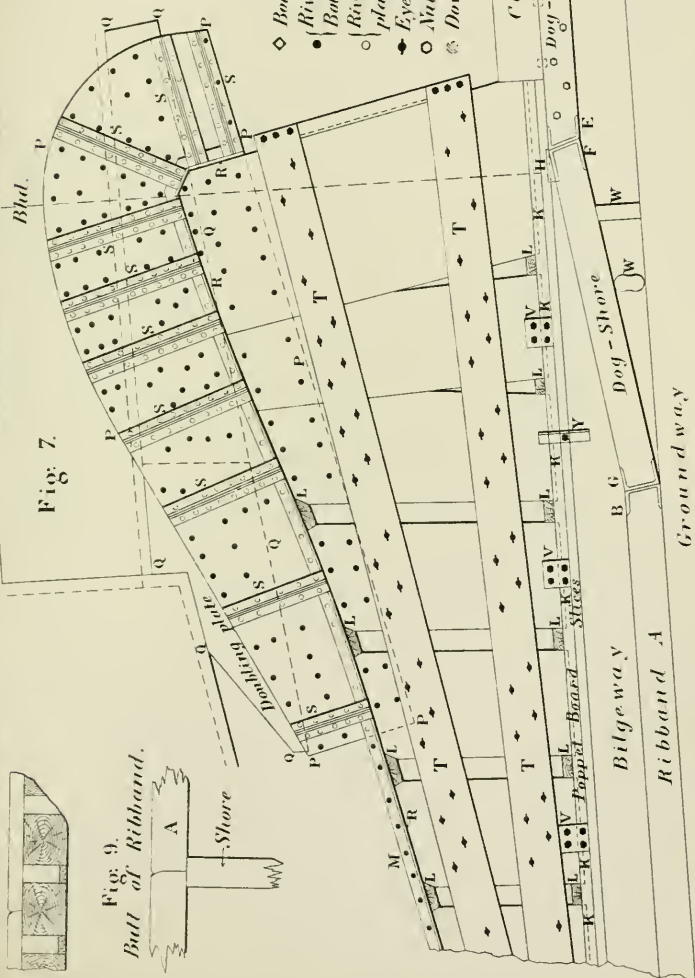 Fig. 7.
Bhd.
Fig. 9.
Butt of Ribband.
A
Shore
Doubling plate
P P P P P P P
Q Q Q Q Q Q Q
S S S S S S S S S S
R R R
M
T T T T
L L L L L L L L L L
V V V
K K K K K K K
Y
H
Poppet Board
Slices
B G
Dog-Shore
F E
W W
Bilgeway
Ribband A
Groundway
Dog-